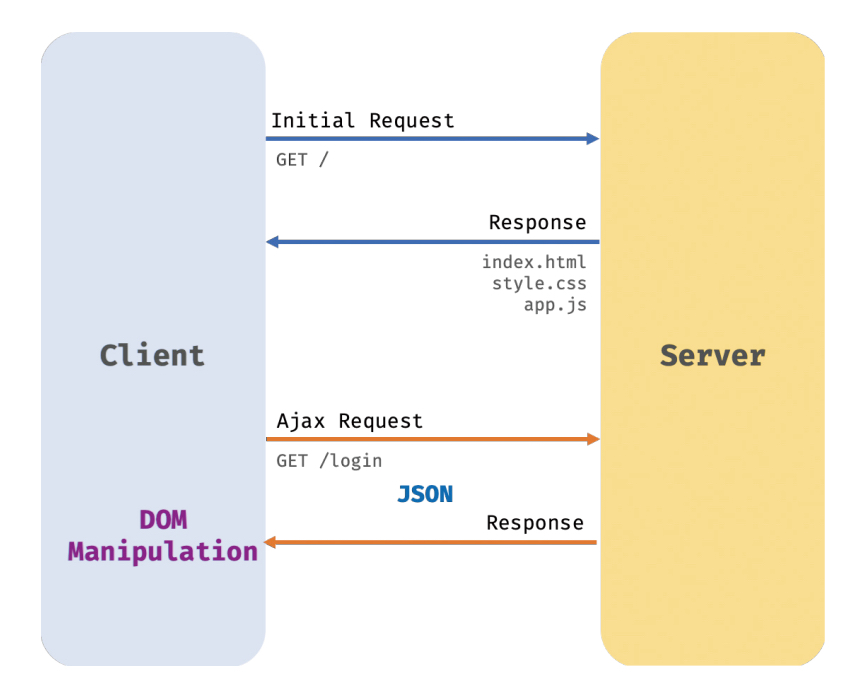 Initial Request
GET /
Response
index.html
style.css
app.js
Client
Server
Ajax Request
GET /login
JSON
Response
DOM
Manipulation